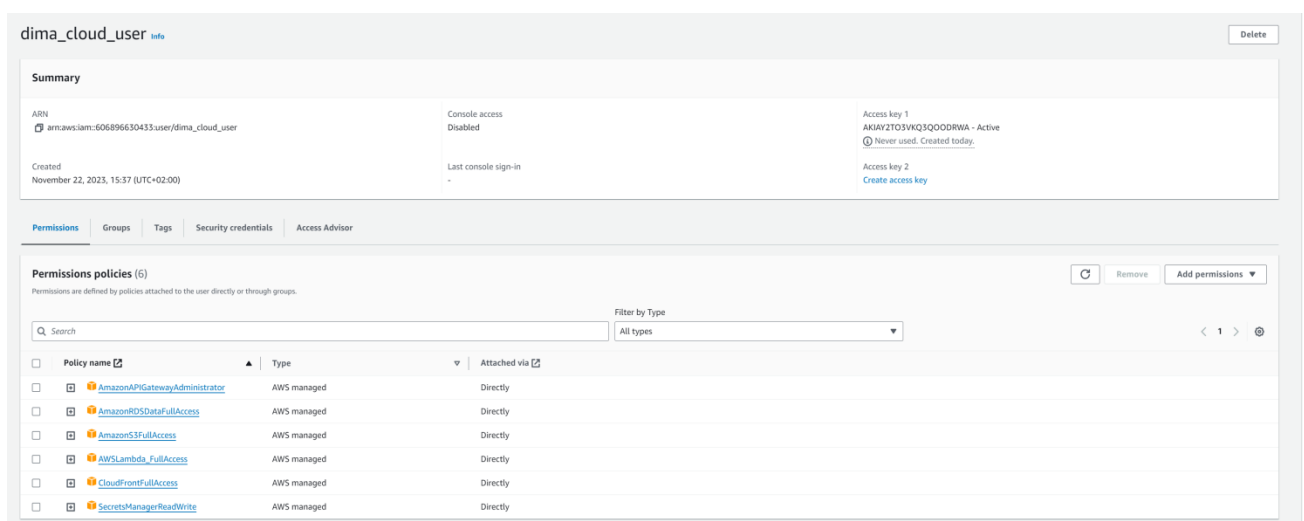 dima_cloud_user Info
Delete
Summary
ARN
arn:aws:iam::606896630433:user/dima_cloud_user
Console access
Disabled
Access key 1
AKIAY2TO3VKQ3QOODRWA - Active
Never used. Created today.
Created
November 22, 2023, 15:37 (UTC+02:00)
Last console sign-in
-
Access key 2
Create access key
Permissions Groups Tags Security credentials Access Advisor
Permissions policies (6)
Remove Add permissions
Permissions are defined by policies attached to the user directly or through groups.
Filter by Type
Search All types 1
Policy name Type Attached via
AmazonAPIGatewayAdministrator AWS managed Directly
AmazonRDSDataFullAccess AWS managed Directly
AmazonS3FullAccess AWS managed Directly
AWSLambda_FullAccess AWS managed Directly
CloudFrontFullAccess AWS managed Directly
SecretsManagerReadWrite AWS managed Directly